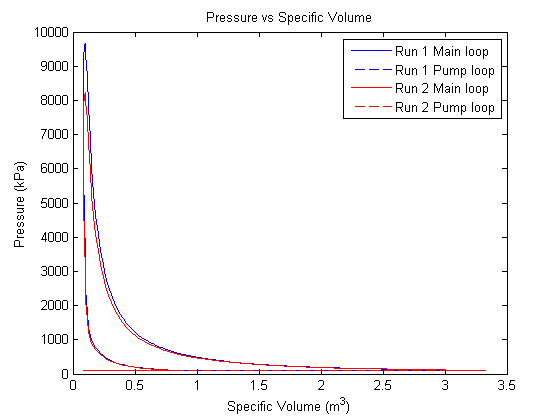 Pressure vs Specific Volume
10000
9000
8000
7000
6000
5000
4000
3000
2000
1000
0
Pressure (kPa)
Run 1 Main loop
Run 1 Pump loop
Run 2 Main loop
Run 2 Pump loop
0 0.5 1 1.5 2 2.5 3 3.5
Specific Volume (m³)